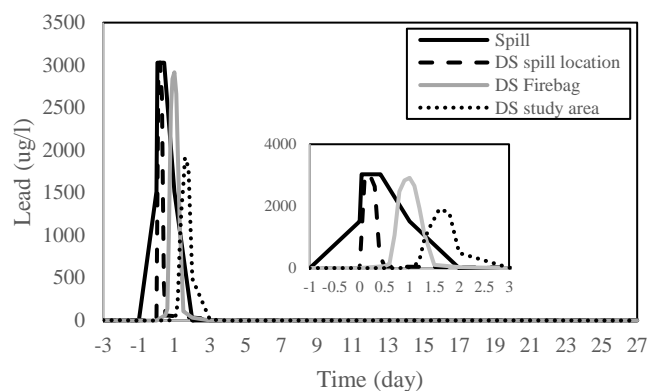 3500
3000
2500
2000
1500
1000
500
0
Lead (ug/l)
Spill
DS spill location
DS Firebag
DS study area
4000
2000
0
-1 -0.5 0 0.5 1 1.5 2 2.5 3
-3 -1 1 3 5 7 9 11 13 15 17 19 21 23 25 27
Time (day)